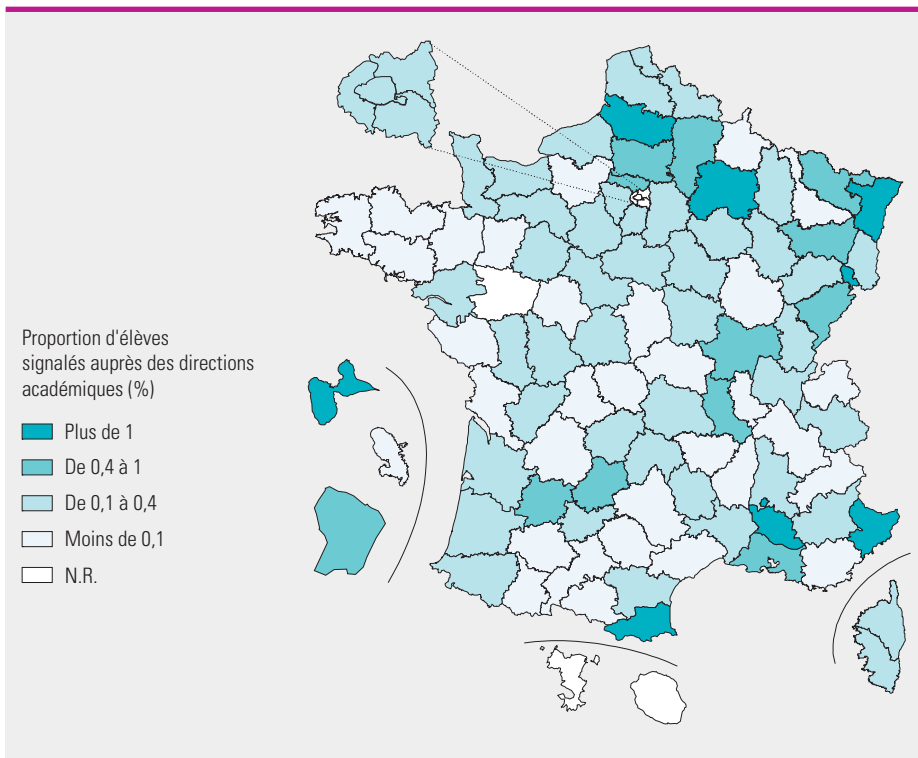 Proportion d'élèves
signalés auprès des directions
académiques (%)
Plus de 1
De 0,4 à 1
De 0,1 à 0,4
Moins de 0,1
N.R.